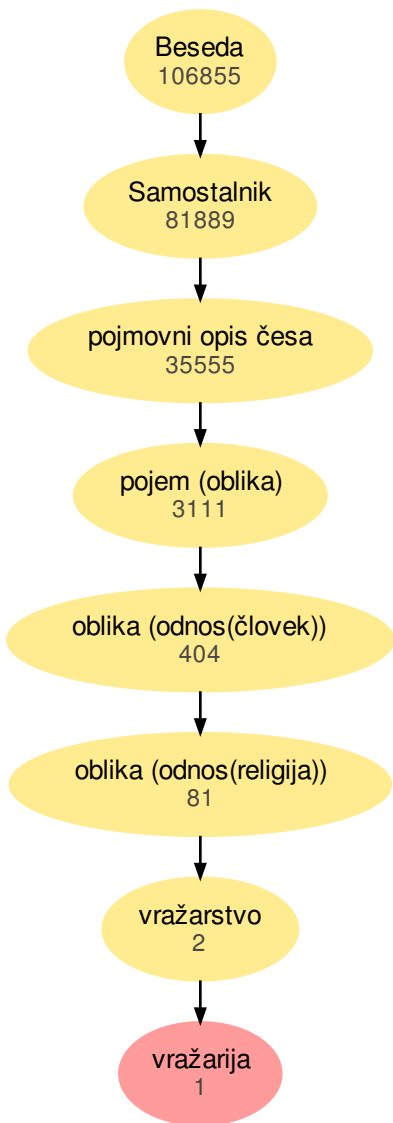 Beseda
106855
Samostalnik
81889
pojmovni opis česa
35555
pojem (oblika)
3111
oblika (odnos(človek))
404
oblika (odnos(religija))
81
vražarstvo
2
vražarija
1